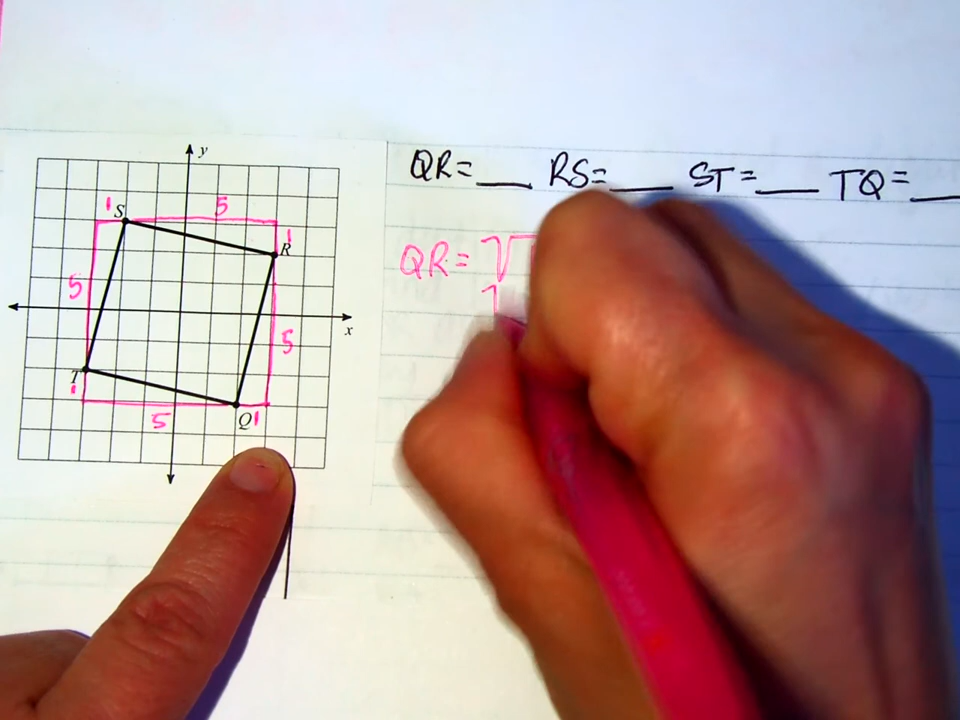 y
QR=___ RS=___ ST=___ TQ=___
1 S 5
1 R
QR= √
5
x
5
T
1
5 Q 1